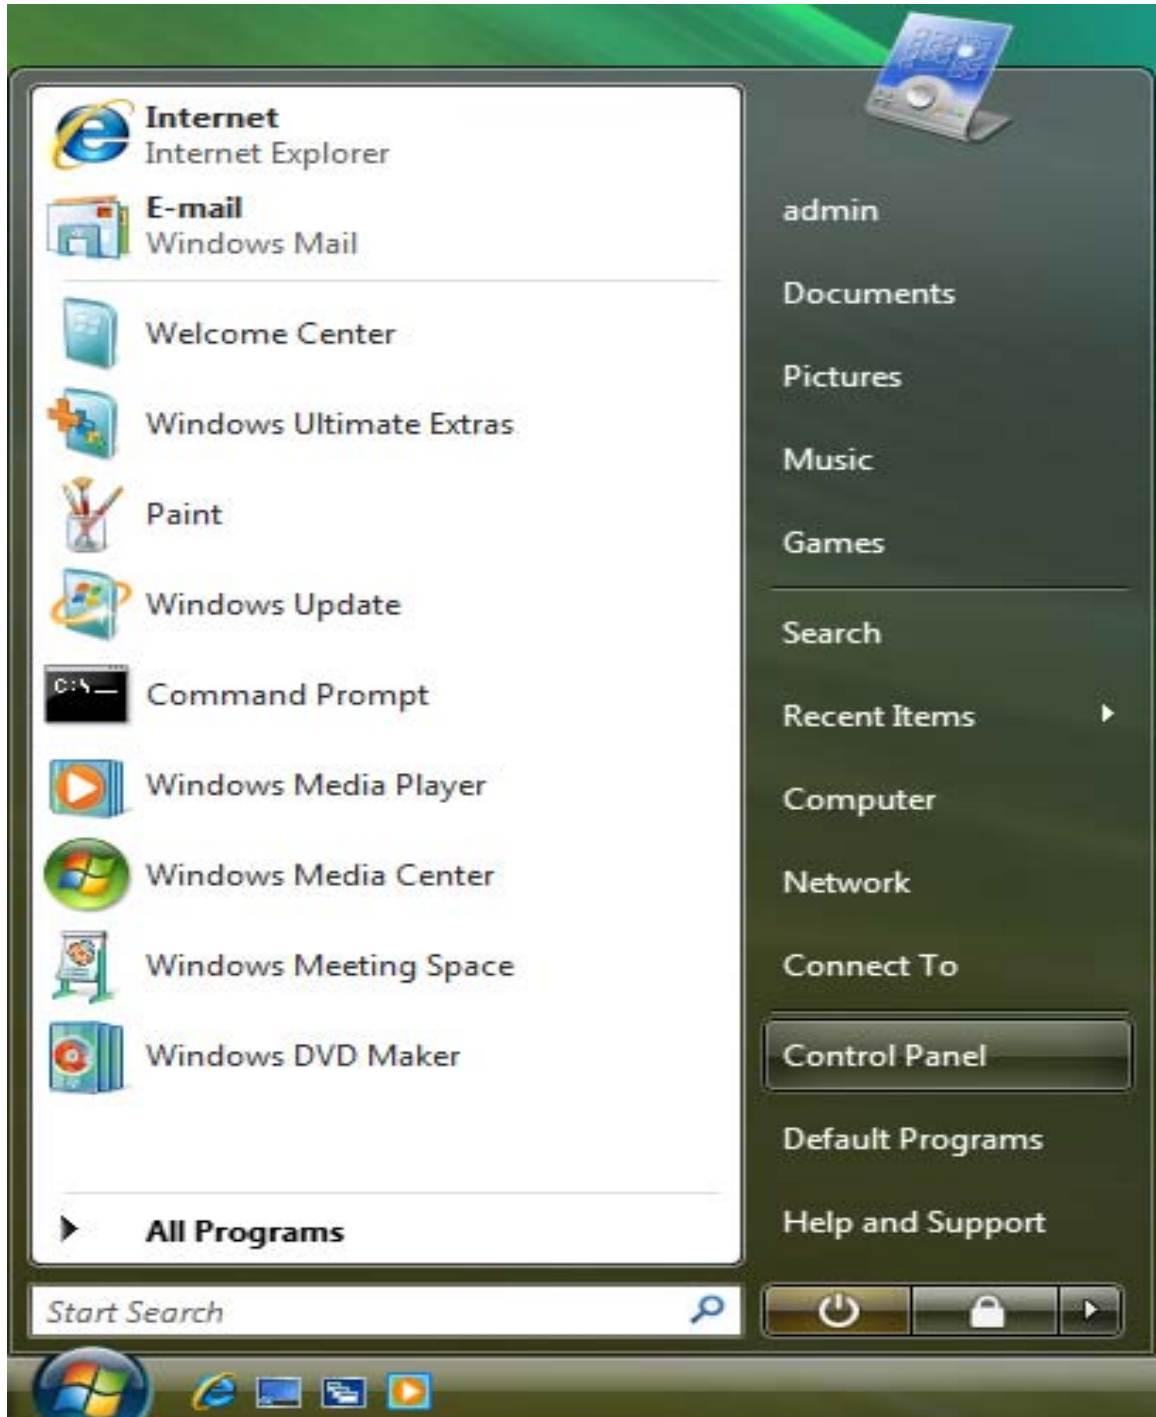 Internet
Internet Explorer
E-mail
Windows Mail
Welcome Center
Windows Ultimate Extras
Paint
Windows Update
C:\
Command Prompt
Windows Media Player
Windows Media Center
Windows Meeting Space
Windows DVD Maker
All Programs
Start Search
admin
Documents
Pictures
Music
Games
Search
Recent Items
Computer
Network
Connect To
Control Panel
Default Programs
Help and Support